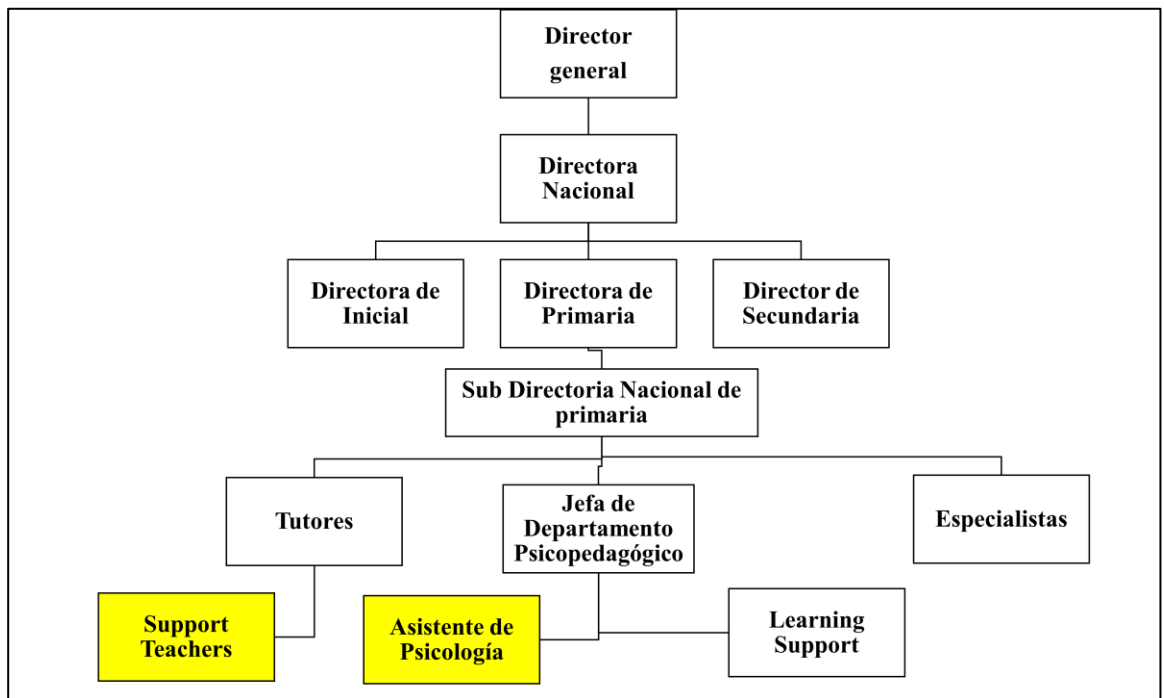 Director
general
Directora
Nacional
Directora de
Inicial
Directora de
Primaria
Director de
Secundaria
Sub Directoria Nacional de
primaria
Tutores
Jefa de
Departamento
Psicopedagógico
Especialistas
Support
Teachers
Asistente de
Psicología
Learning
Support